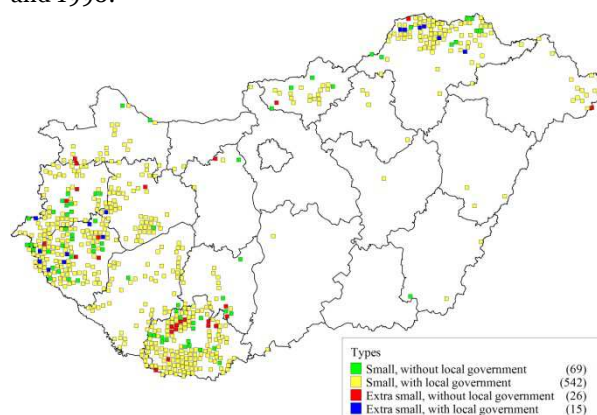 and 1990.
Types
Small, without local government (69)
Small, with local government (542)
Extra small, without local government (26)
Extra small, with local government (15)